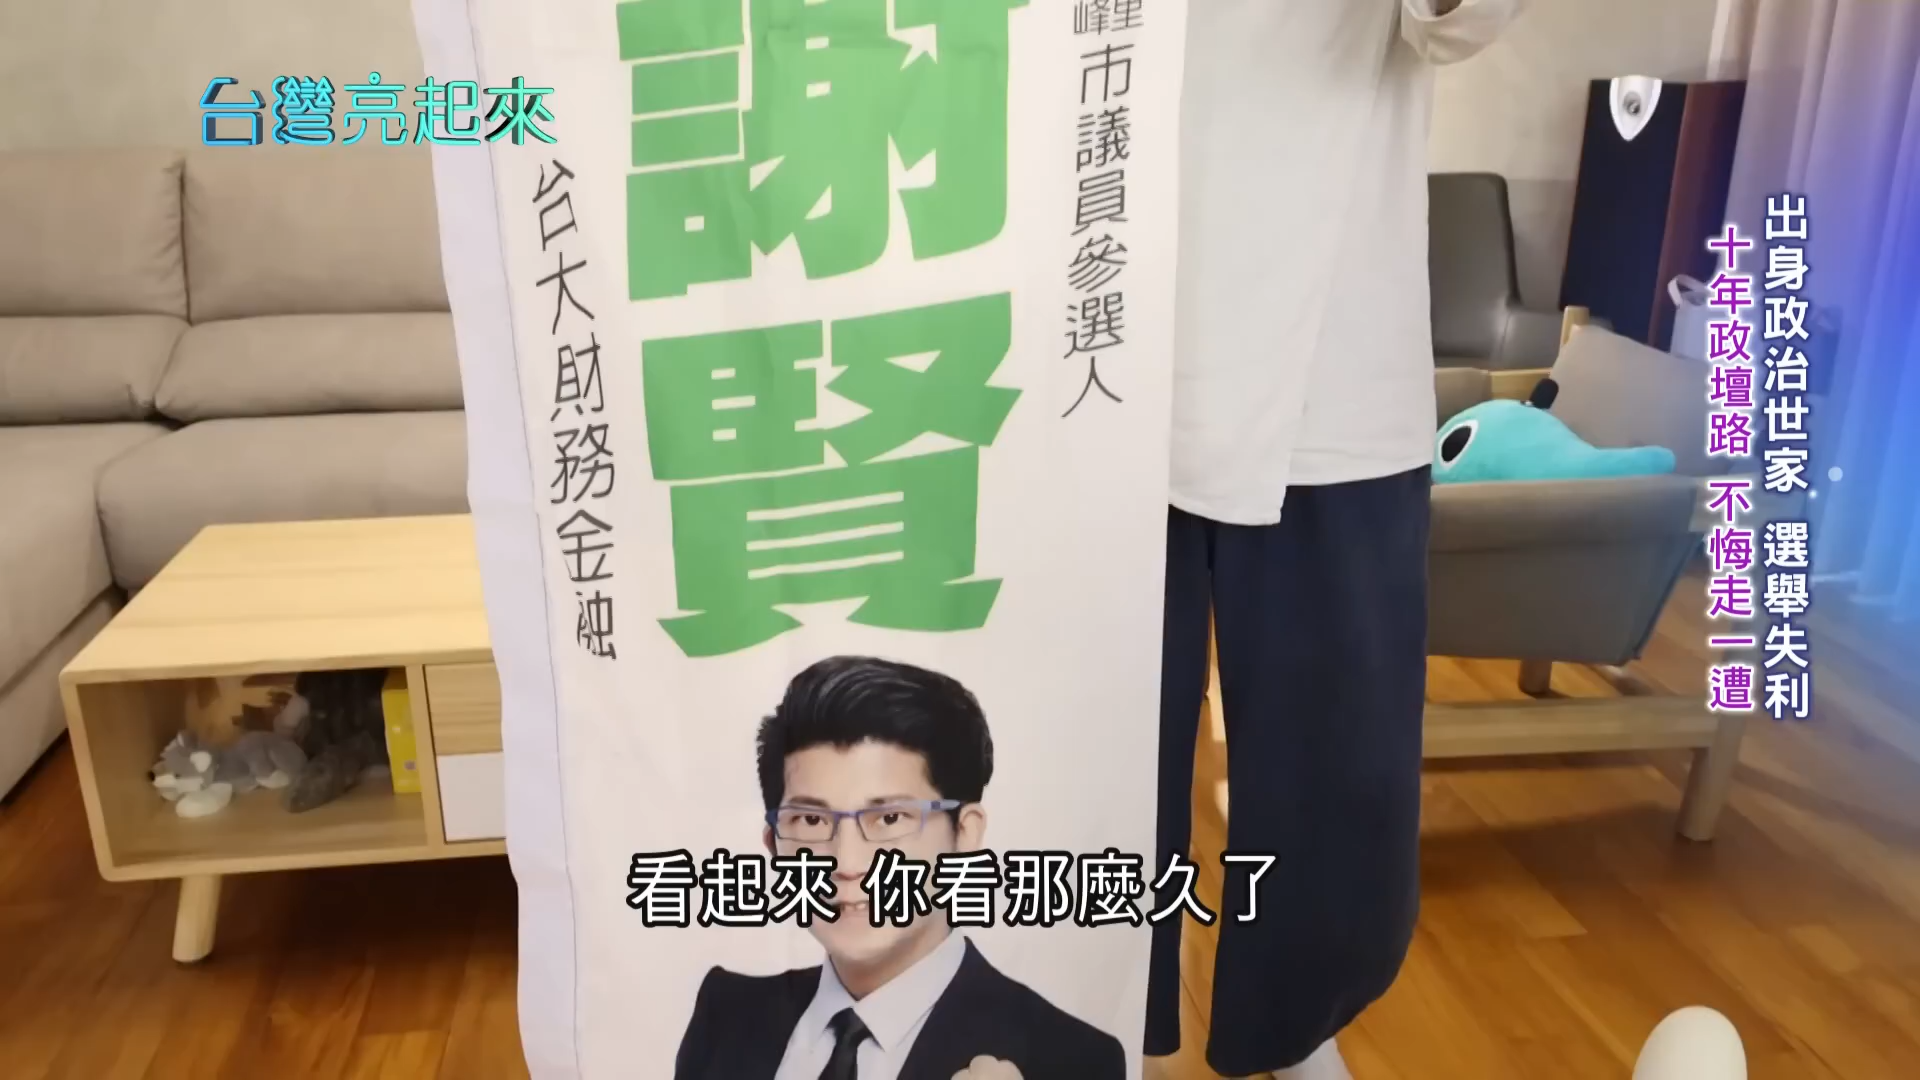 台灣亮起來
市議員參選人
謝賢
台大財務金融
出身政治世家 選舉失利
十年政壇路 不悔走一遭
看起來 你看那麼久了